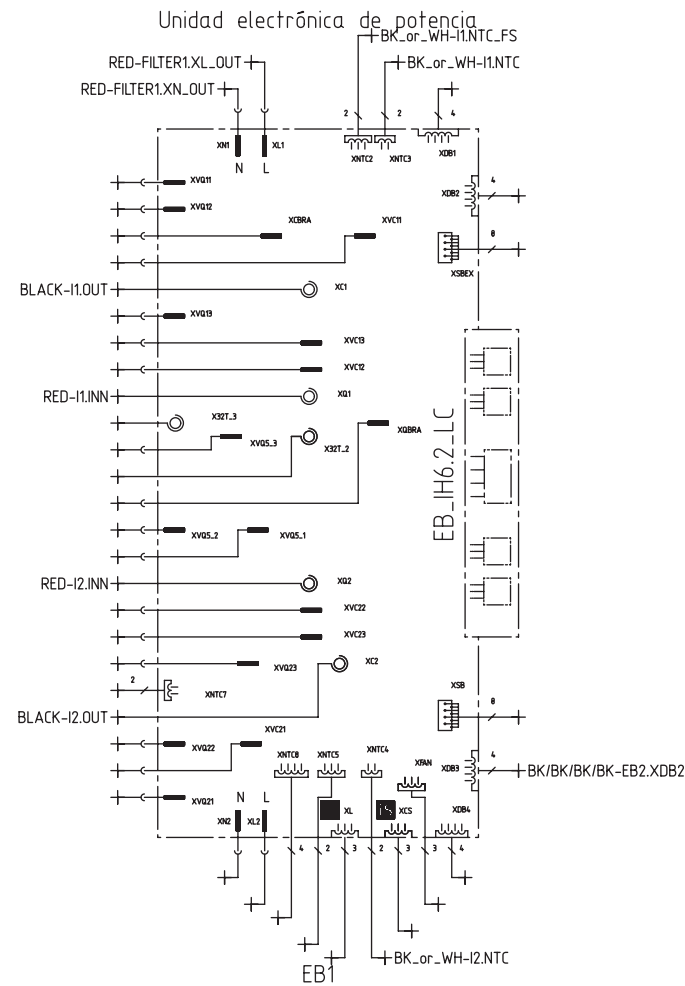 Unidad electrónica de potencia
BK_or_WH-I1.NTC_FS
RED-FILTER1.XL_OUT
BK_or_WH-I1.NTC
RED-FILTER1.XN_OUT
2
2
4
XN1
XL1
XNTC2
XNTC3
XDB1
N
L
XVQ11
4
XDB2
XVQ12
XCBRA
XVC11
8
XSBEX
BLACK-I1.OUT
XC1
XVQ13
XVC13
XVC12
RED-I1.INN
XQ1
X32T_3
XQBRA
XVQS_3
X32T_2
EB_IH6.2_LC
XVQS_2
XVQS_1
RED-I2.INN
XQ2
XVC22
XVC23
XVQ23
XC2
2
XNTC7
XSB
8
BLACK-I2.OUT
XVC21
XVQ22
XNTC8
XNTC5
XNTC4
XFAN
XDB3
4
BK/BK/BK/BK-EB2.XDB2
XVQ21
N
L
XN2
XL2
XL
iS
XCS
XDB4
4
2
3
2
3
3
4
BK_or_WH-I2.NTC
EB1